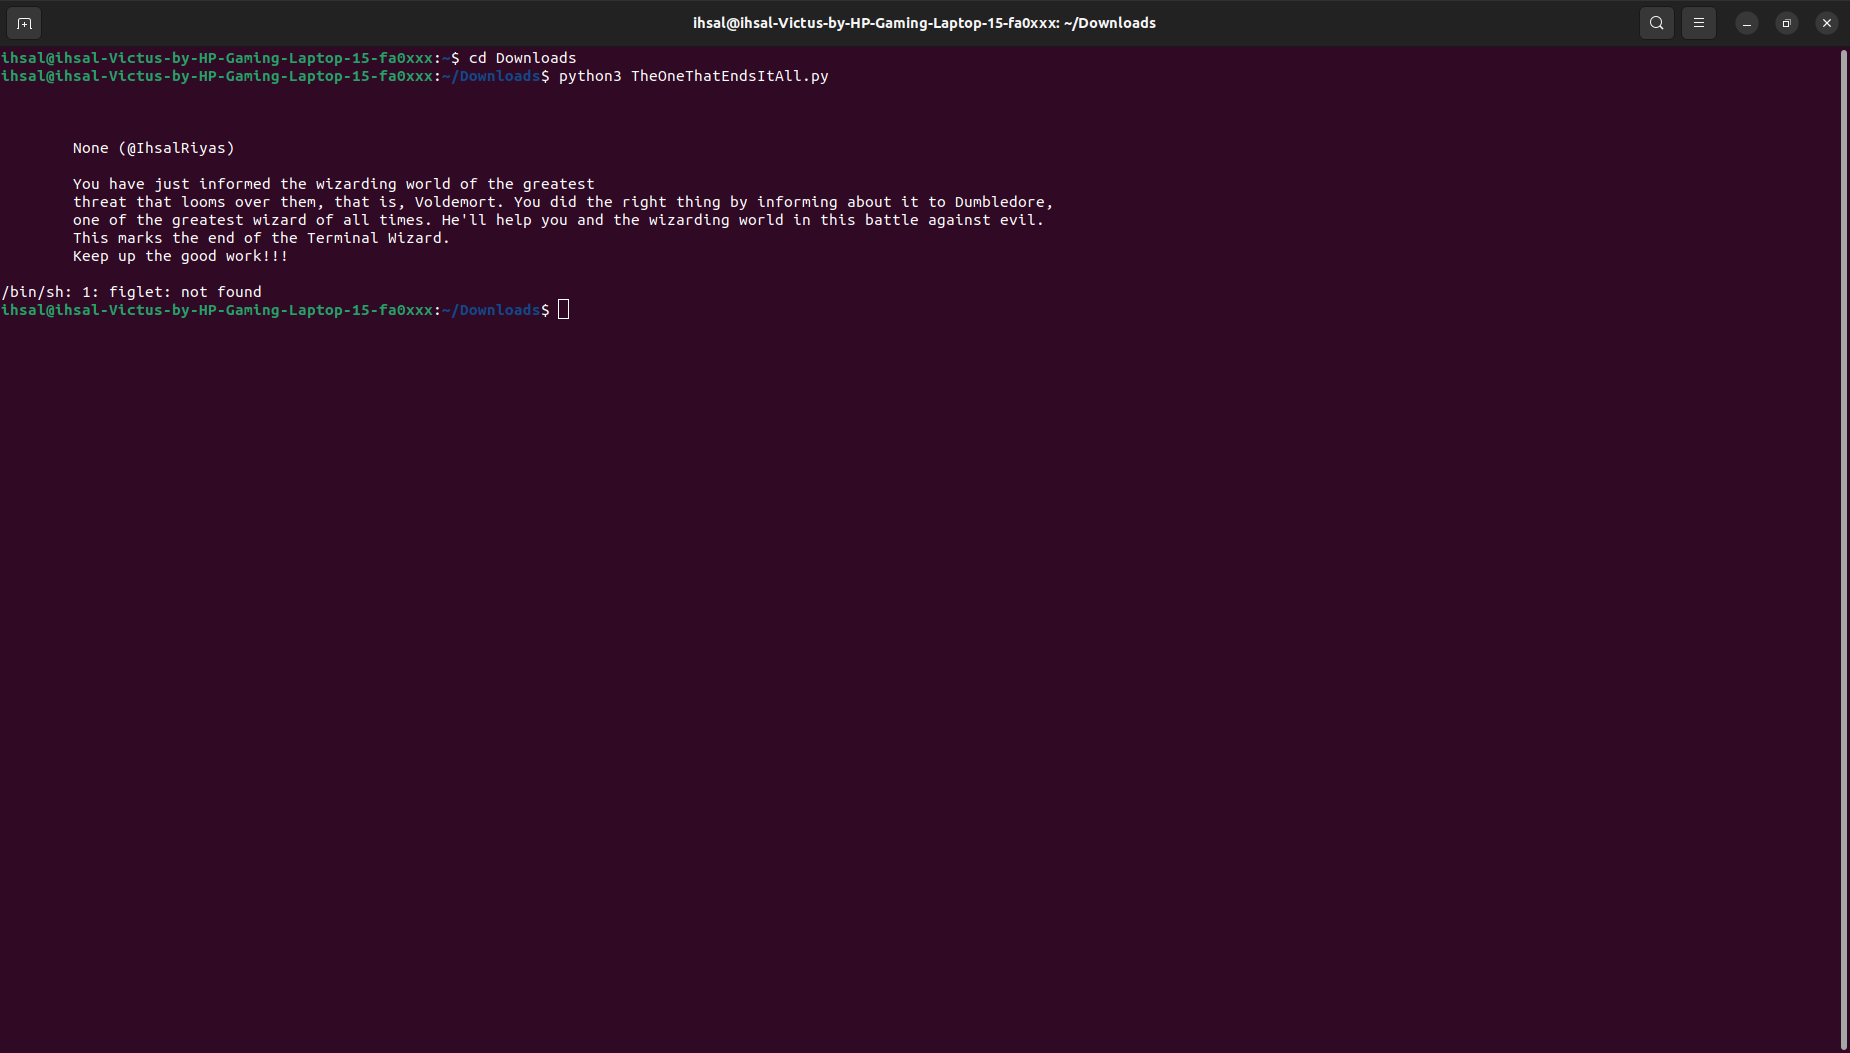 ihsal@ihsal-Victus-by-HP-Gaming-Laptop-15-fa0xxx: ~/Downloads
ihsal@ihsal-Victus-by-HP-Gaming-Laptop-15-fa0xxx:~$ cd Downloads
ihsal@ihsal-Victus-by-HP-Gaming-Laptop-15-fa0xxx:~/Downloads$ python3 TheOneThatEndsItAll.py
None (@IhsalRiyas)
You have just informed the wizarding world of the greatest
threat that looms over them, that is, Voldemort. You did the right thing by informing about it to Dumbledore,
one of the greatest wizard of all times. He'll help you and the wizarding world in this battle against evil.
This marks the end of the Terminal Wizard.
Keep up the good work!!!
/bin/sh: 1: figlet: not found
ihsal@ihsal-Victus-by-HP-Gaming-Laptop-15-fa0xxx:~/Downloads$